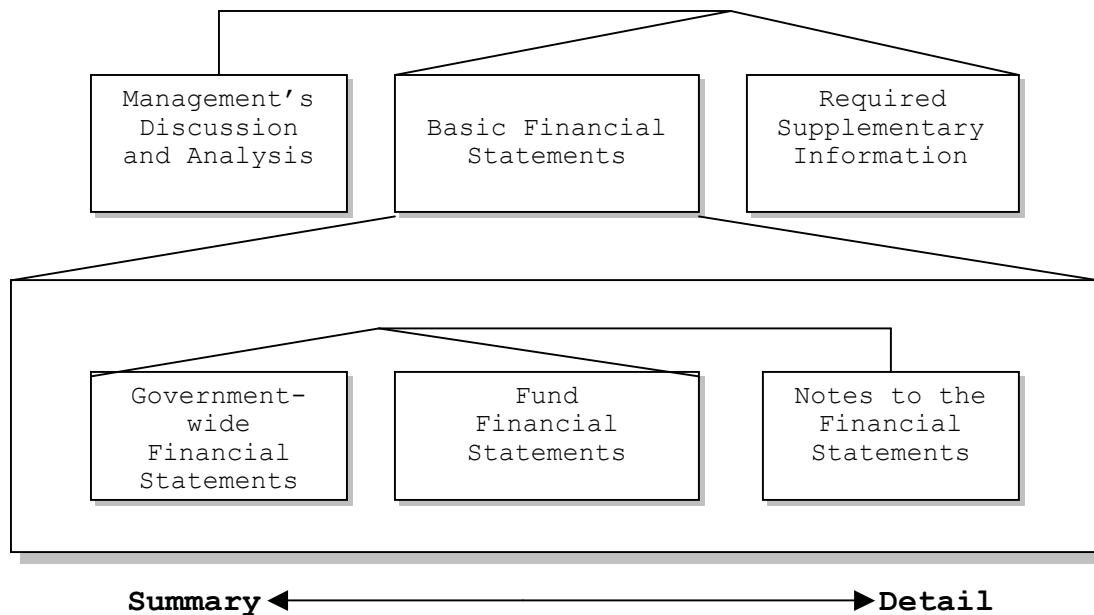 Management’s
Discussion
and Analysis
Basic Financial
Statements
Required
Supplementary
Information
Government-
wide
Financial
Statements
Fund
Financial
Statements
Notes to the
Financial
Statements
Summary
Detail